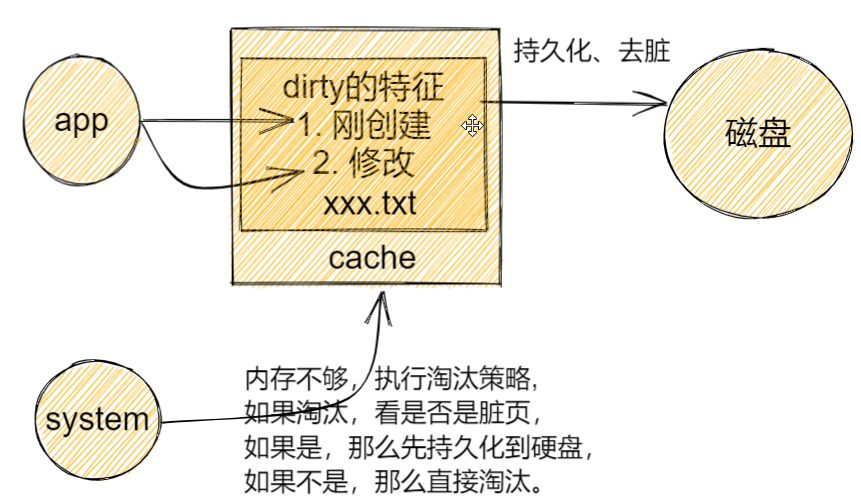 持久化、去脏
dirty的特征
app
1. 刚创建
磁盘
2. 修改
xxx.txt
cache
内存不够，执行淘汰策略,
如果淘汰，看是否是脏页，
system
如果是，那么先持久化到硬盘，
如果不是，那么直接淘汰。